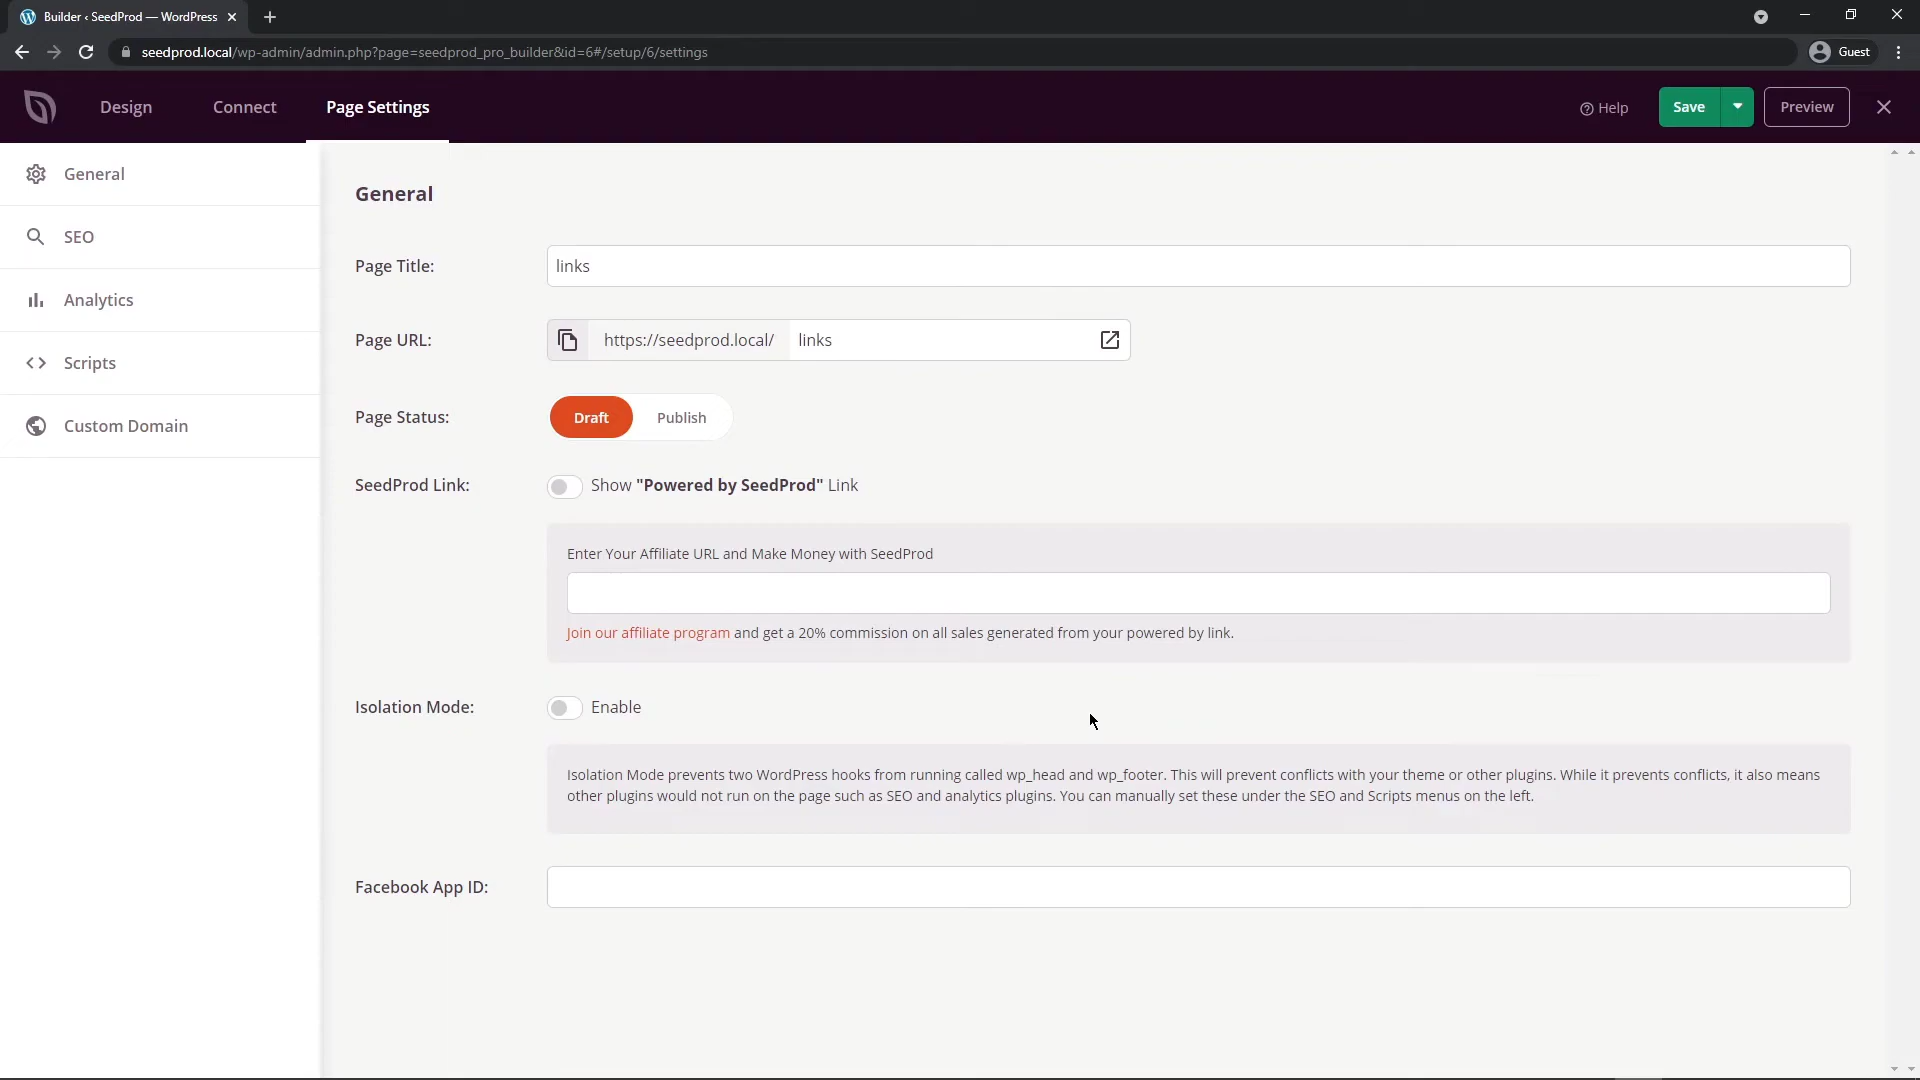 Builder ‹ SeedProd — WordPress
seedprod.local/wp-admin/admin.php?page=seedprod_pro_builder&id=6#/setup/6/settings
Guest
Design
Connect
Page Settings
Help
Save
Preview
General
SEO
Analytics
Scripts
Custom Domain
General
Page Title:
links
Page URL:
https://seedprod.local/
links
Page Status:
Draft
Publish
SeedProd Link:
Show "Powered by SeedProd" Link
Enter Your Affiliate URL and Make Money with SeedProd
Join our affiliate program and get a 20% commission on all sales generated from your powered by link.
Isolation Mode:
Enable
Isolation Mode prevents two WordPress hooks from running called wp_head and wp_footer. This will prevent conflicts with your theme or other plugins. While it prevents conflicts, it also means
other plugins would not run on the page such as SEO and analytics plugins. You can manually set these under the SEO and Scripts menus on the left.
Facebook App ID: